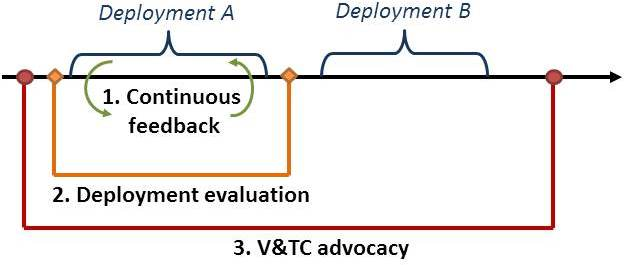 Deployment A
Deployment B
1. Continuous
feedback
2. Deployment evaluation
3. V&TC advocacy